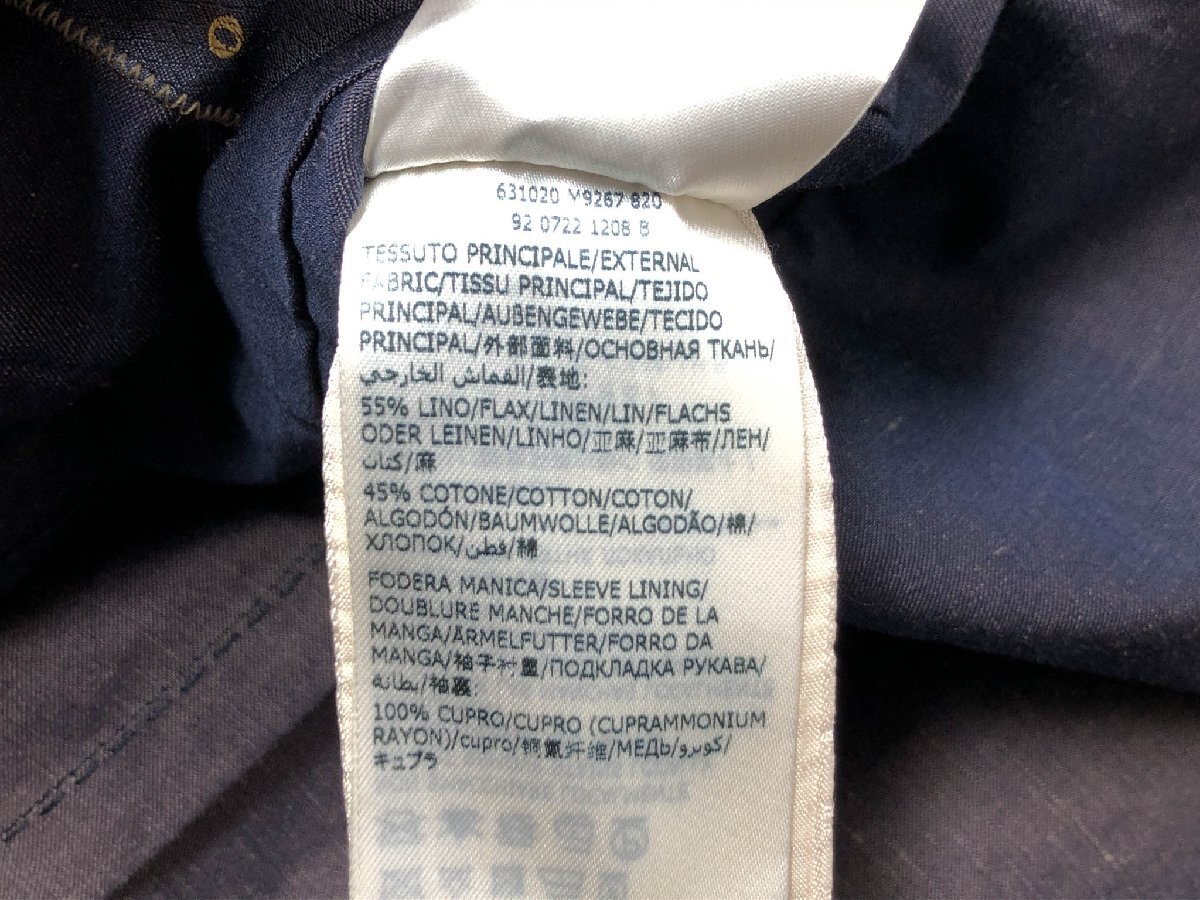 631020 Y9267 820
92 0722 1208 B
TESSUTO PRINCIPALE/EXTERNAL
FABRIC/TISSU PRINCIPAL/TEJIDO
PRINCIPAL/AUßENGEWEBE/TECIDO
PRINCIPAL/外部面料/ОСНОВНАЯ ТКАНЬ/
القماش الخارجي/表地:
55% LINO/FLAX/LINEN/LIN/FLACHS
ODER LEINEN/LINHO/亚麻/亚麻布/ЛЕН/
كتان/麻
45% COTONE/COTTON/COTON/
ALGODÓN/BAUMWOLLE/ALGODÃO/棉/
ХЛОПОК/قطن/綿
FODERA MANICA/SLEEVE LINING/
DOUBLURE MANCHE/FORRO DE LA
MANGA/ÄRMELFUTTER/FORRO DA
MANGA/袖子衬里/ПОДКЛАДКА РУКАВА/
بطانة/袖裏:
100% CUPRO/CUPRO (CUPRAMMONIUM
RAYON)/cupro/铜氨纤维/МЕДЬ/كوبرو/
キュプラ